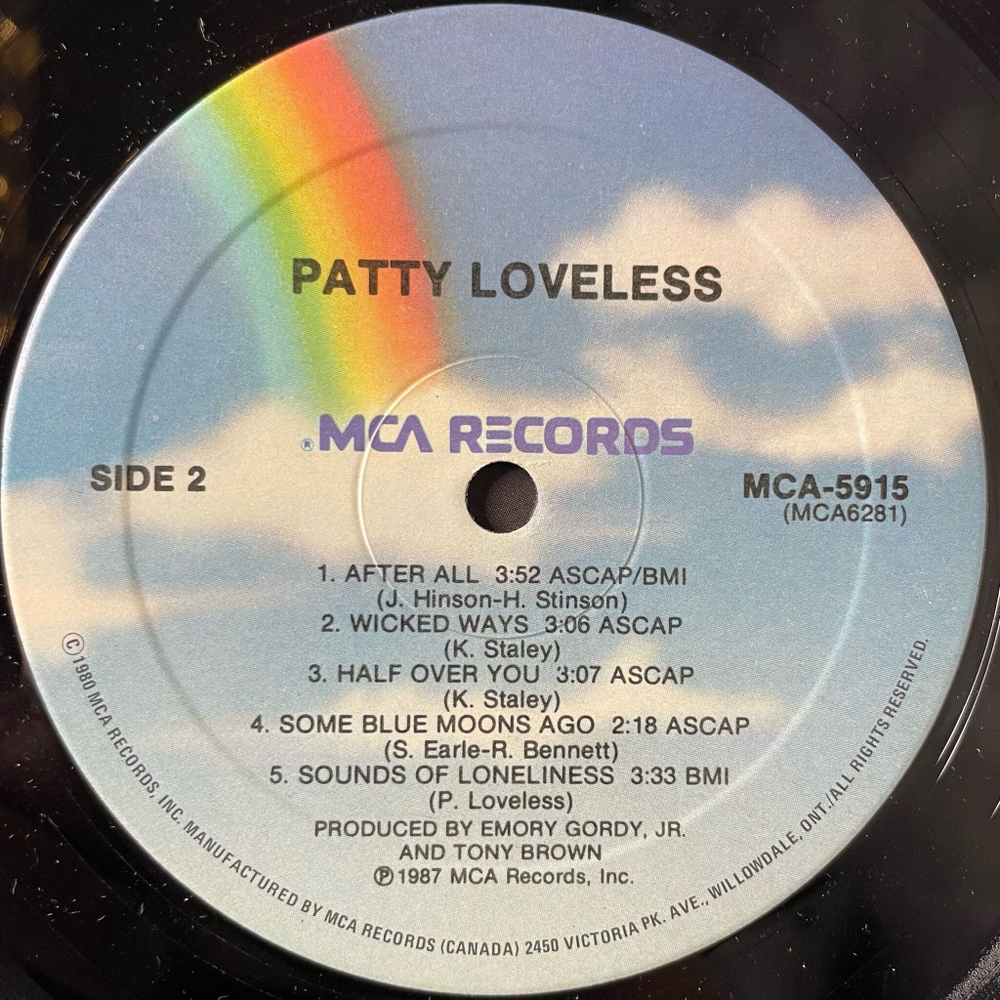 PATTY LOVELESS
® MCA RECORDS
SIDE 2
MCA-5915
(MCA6281)
1. AFTER ALL 3:52 ASCAP/BMI
(J. Hinson-H. Stinson)
2. WICKED WAYS 3:06 ASCAP
(K. Staley)
3. HALF OVER YOU 3:07 ASCAP
(K. Staley)
4. SOME BLUE MOONS AGO 2:18 ASCAP
(S. Earle-R. Bennett)
5. SOUNDS OF LONELINESS 3:33 BMI
(P. Loveless)
PRODUCED BY EMORY GORDY, JR.
AND TONY BROWN
℗ 1987 MCA Records, Inc.
© 1980 MCA RECORDS, INC. MANUFACTURED BY MCA RECORDS (CANADA) 2450 VICTORIA PK. AVE., WILLOWDALE, ONT./ALL RIGHTS RESERVED.